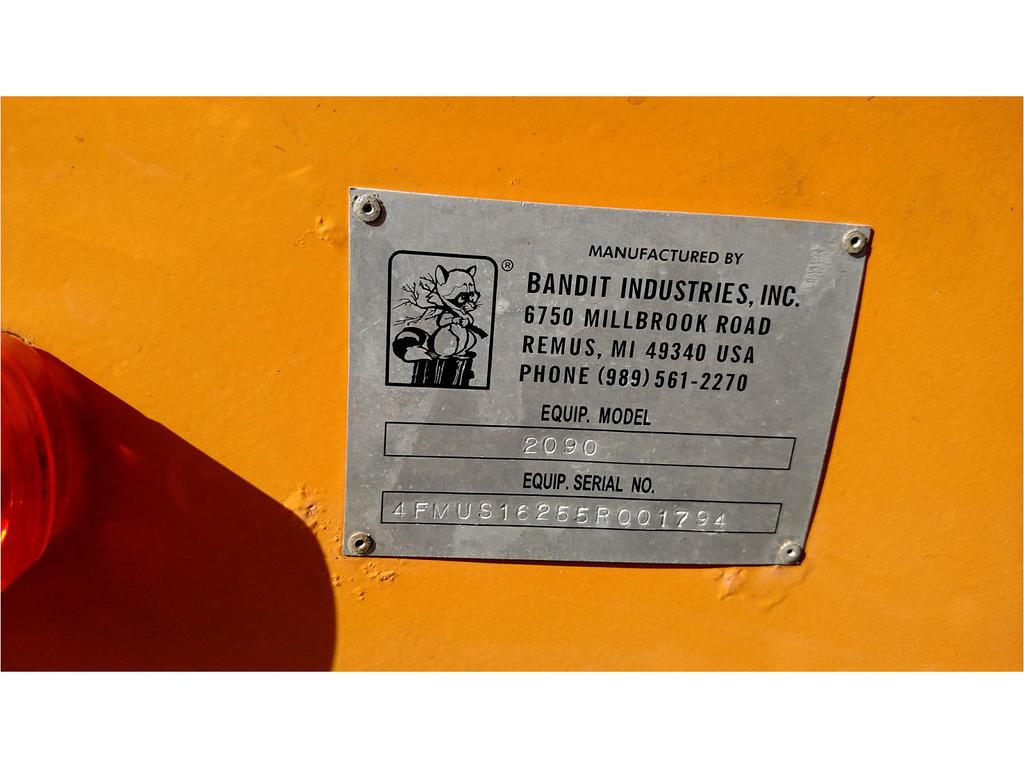 ®
MANUFACTURED BY
BANDIT INDUSTRIES, INC.
6750 MILLBROOK ROAD
REMUS, MI 49340 USA
PHONE (989) 561-2270
EQUIP. MODEL
2090
EQUIP. SERIAL NO.
4FMUS16255R001794